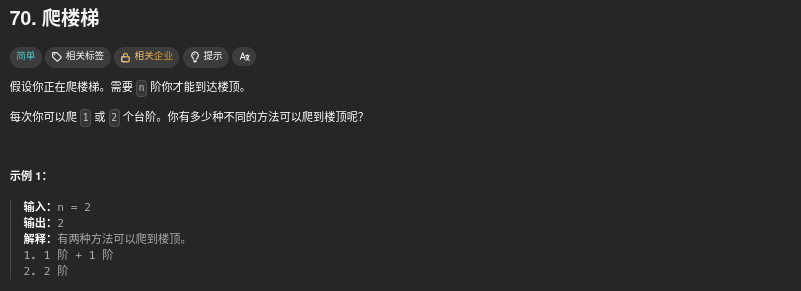 70. 爬楼梯
简单 相关标签 相关企业 提示 A
假设你正在爬楼梯。需要 n 阶你才能到达楼顶。
每次你可以爬 1 或 2 个台阶。你有多少种不同的方法可以爬到楼顶呢？
示例 1：
输入：n = 2
输出：2
解释：有两种方法可以爬到楼顶。
1. 1 阶 + 1 阶
2. 2 阶